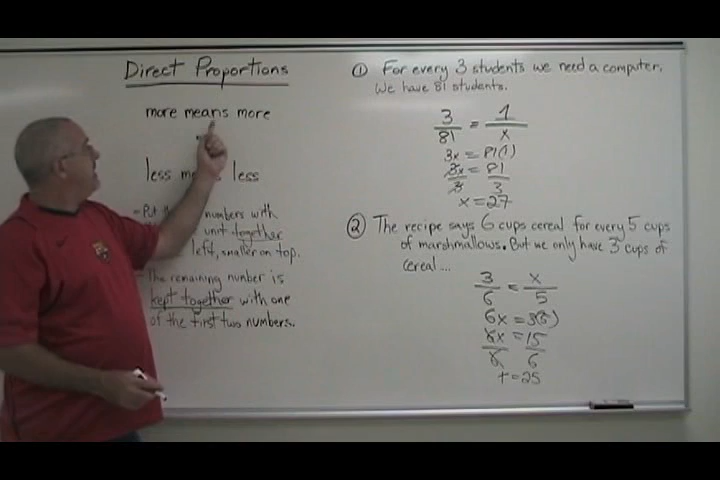 Direct Proportions
more means more
less less
- Put numbers with
unit together
left, smaller on top.
- The remaining number is
kept together with one
of the first two numbers.
① For every 3 students we need a computer.
We have 81 students.
3/81 = 1/x
3x = 81(1)
3x/3 = 81/3
x = 27
② The recipe says 6 cups cereal for every 5 cups
of marshmallows. But we only have 3 cups of
cereal ...
3/6 = x/5
6x = 3(5)
6x/6 = 15/6
= 25